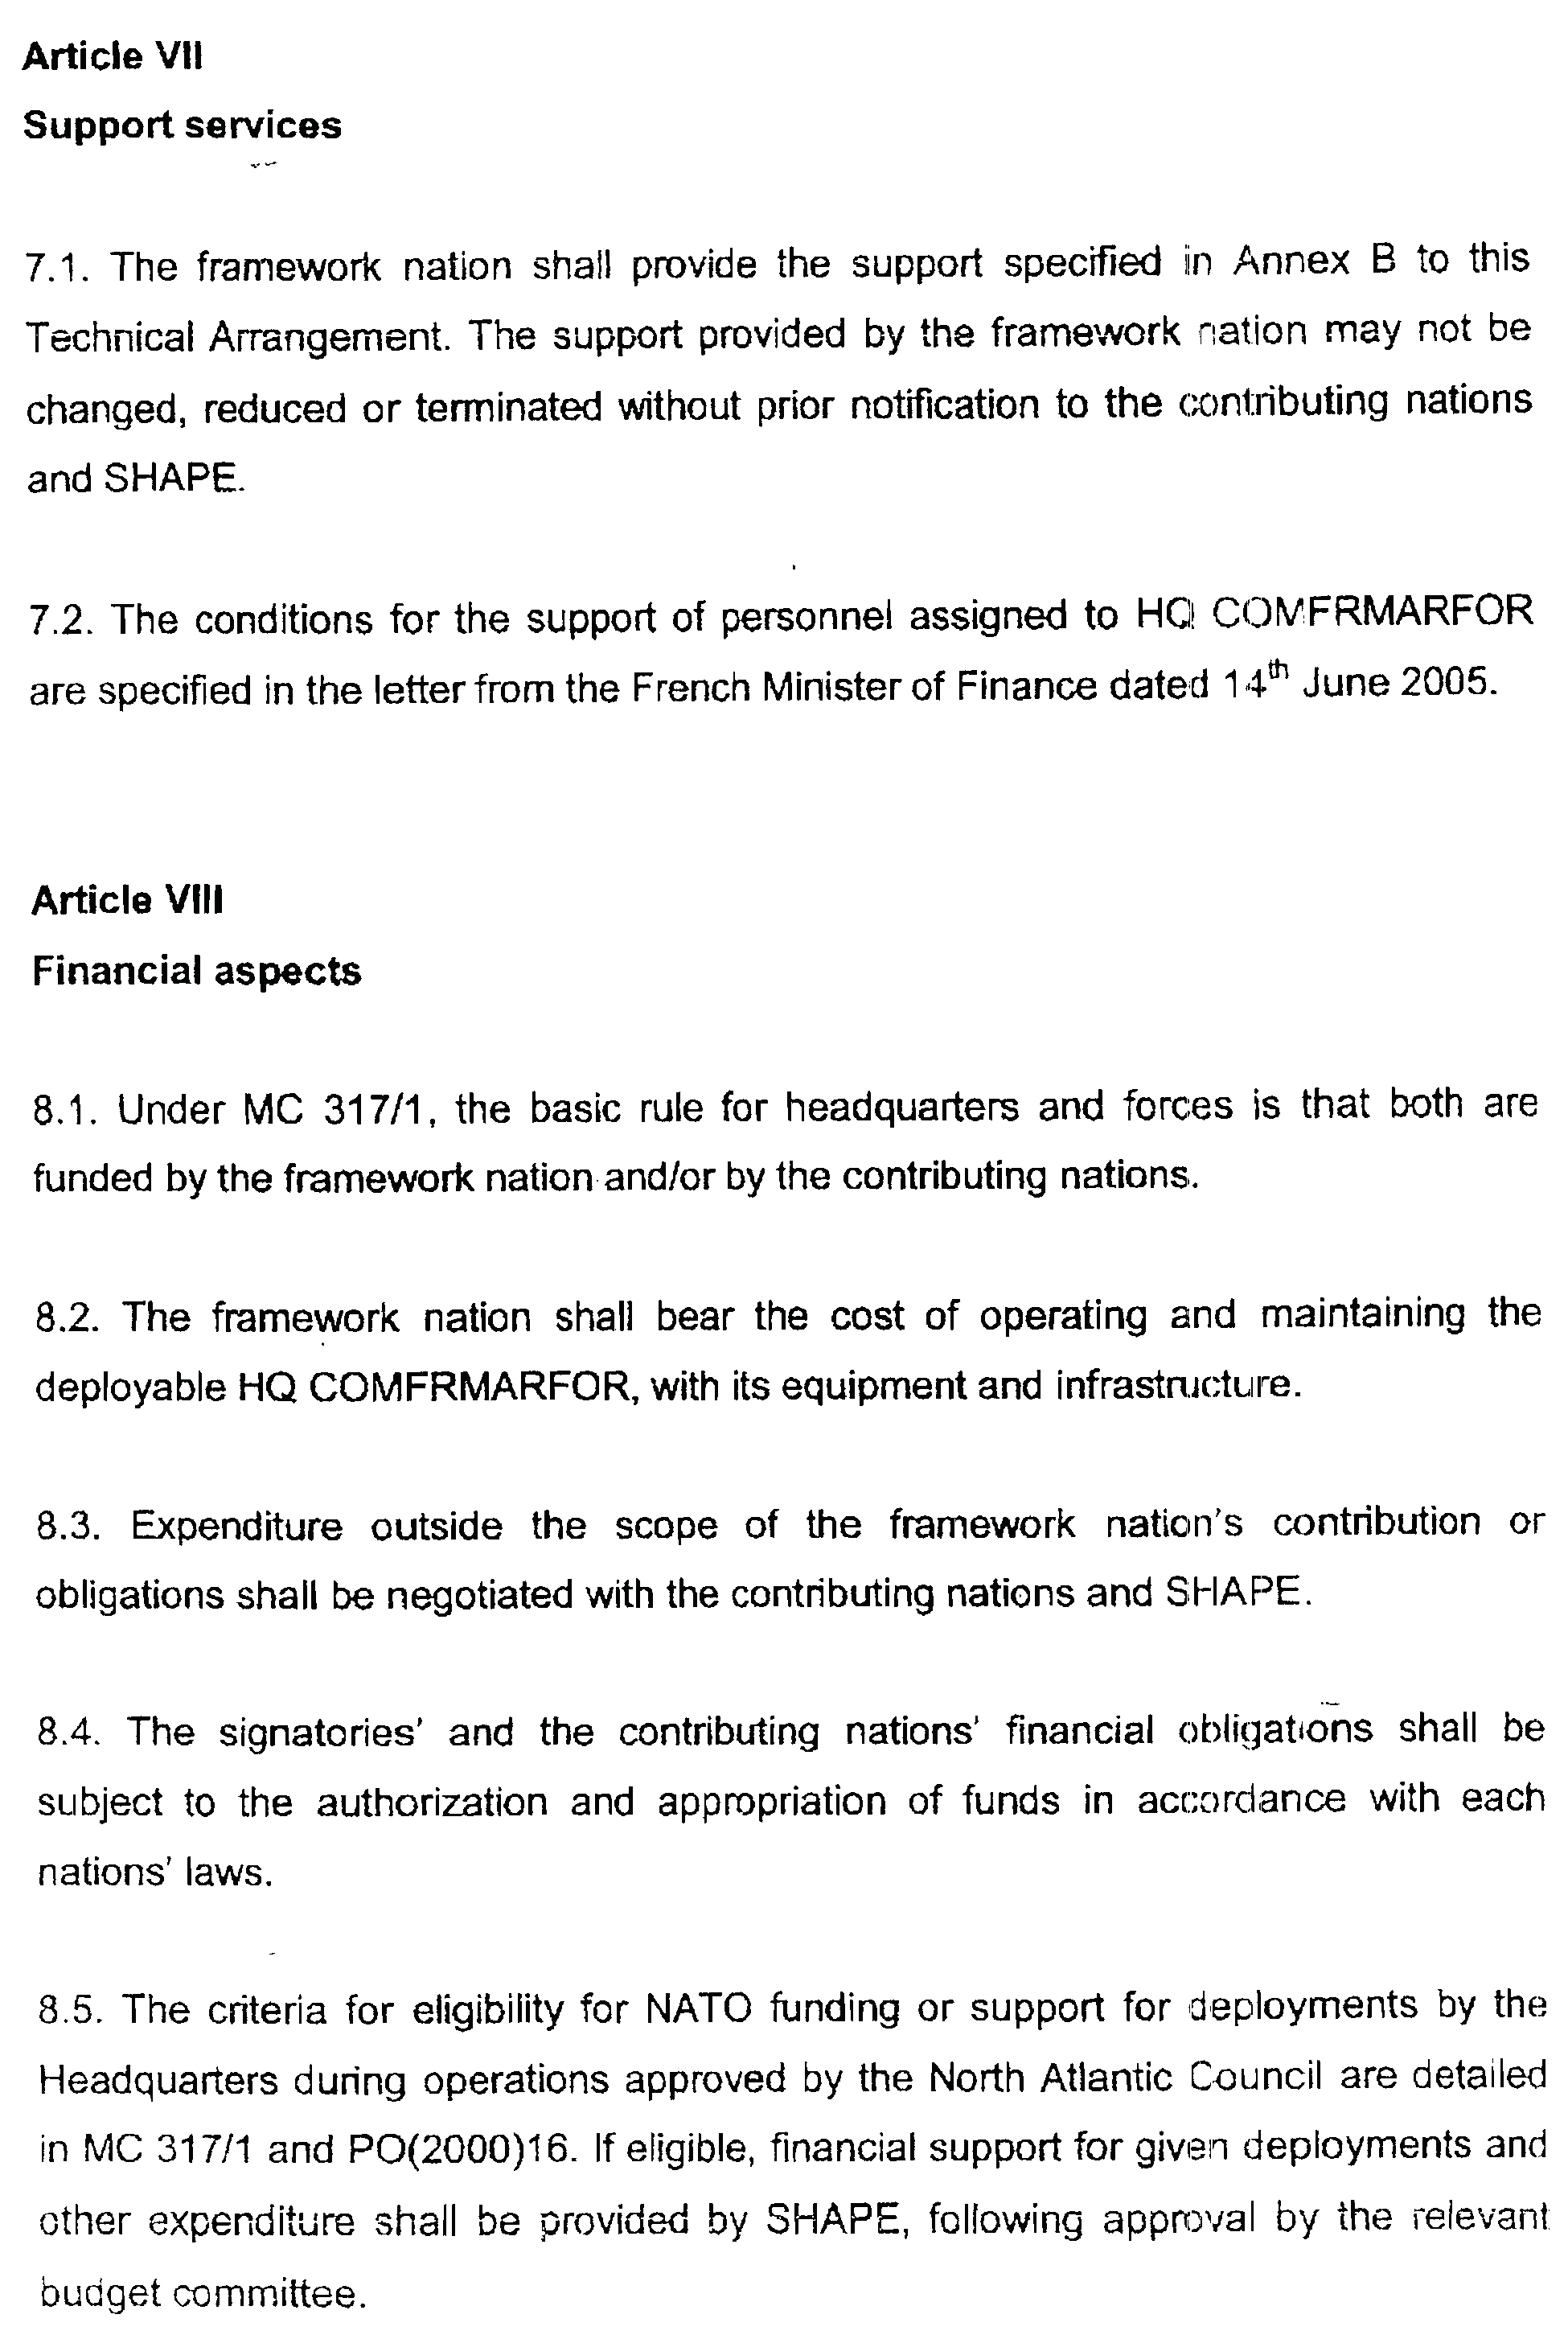 Article VII
Support services
7.1. The framework nation shall provide the support specified in Annex B to this
Technical Arrangement. The support provided by the framework nation may not be
changed, reduced or terminated without prior notification to the contributing nations
and SHAPE.
7.2. The conditions for the support of personnel assigned to HQ COMFRMARFOR
are specified in the letter from the French Minister of Finance dated 14th June 2005.
Article VIII
Financial aspects
8.1. Under MC 317/1, the basic rule for headquarters and forces is that both are
funded by the framework nation and/or by the contributing nations.
8.2. The framework nation shall bear the cost of operating and maintaining the
deployable HQ COMFRMARFOR, with its equipment and infrastructure.
8.3. Expenditure outside the scope of the framework nation's contribution or
obligations shall be negotiated with the contributing nations and SHAPE.
8.4. The signatories' and the contributing nations' financial obligations shall be
subject to the authorization and appropriation of funds in accordance with each
nations' laws.
8.5. The criteria for eligibility for NATO funding or support for deployments by the
Headquarters during operations approved by the North Atlantic Council are detailed
in MC 317/1 and PO(2000)16. If eligible, financial support for given deployments and
other expenditure shall be provided by SHAPE, following approval by the relevant
budget committee.